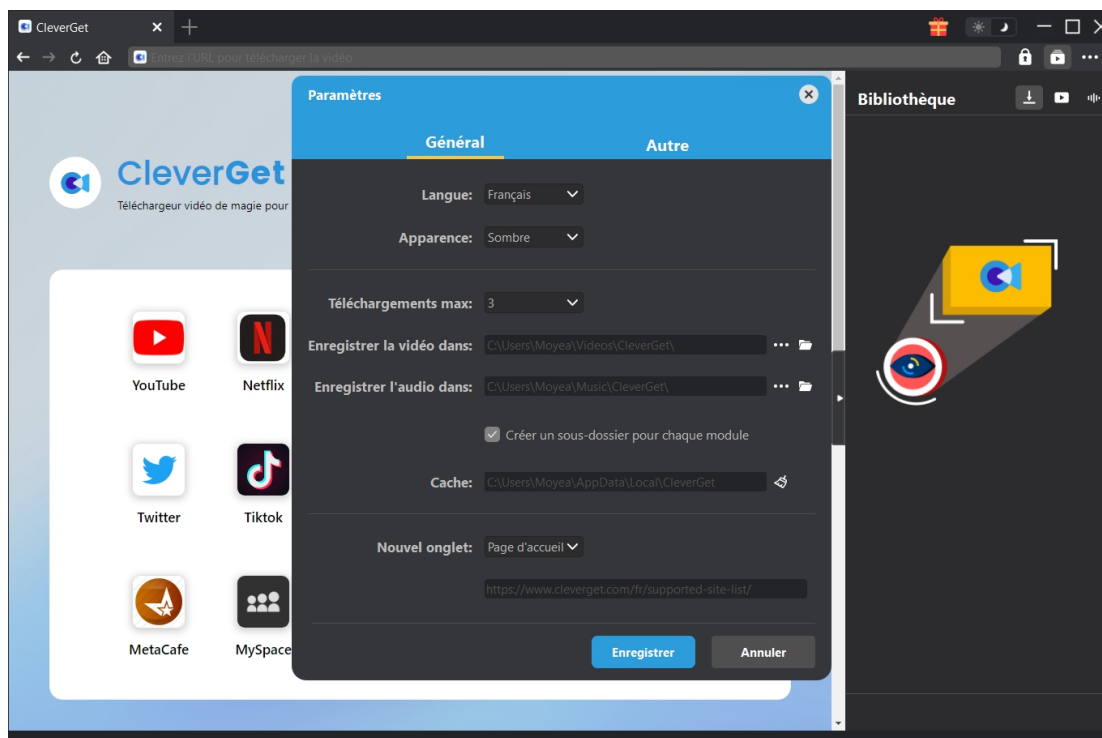 CleverGet
Entrez l'URL pour télécharger la vidéo
CleverGet
Téléchargeur vidéo de magie pour
YouTube
Netflix
Twitter
Tiktok
MetaCafe
MySpace
Paramètres
Général
Autre
Langue: Français
Apparence: Sombre
Téléchargements max: 3
Enregistrer la vidéo dans: C:\Users\Moyea\Videos\CleverGet\
Enregistrer l'audio dans: C:\Users\Moyea\Music\CleverGet\
Créer un sous-dossier pour chaque module
Cache: C:\Users\Moyea\AppData\Local\CleverGet
Nouvel onglet: Page d'accueil
https://www.cleverget.com/fr/supported-site-list/
Enregistrer
Annuler
Bibliothèque